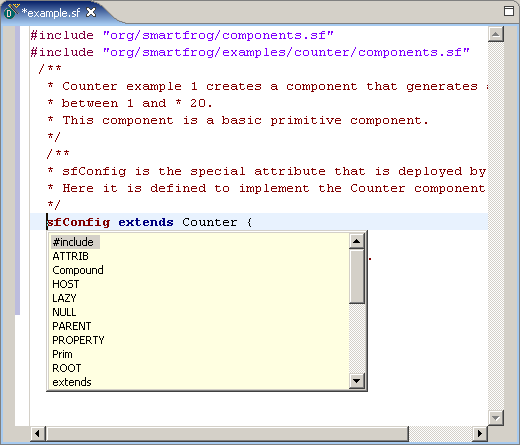 *example.sf
#include "org/smartfrog/components.sf"
#include "org/smartfrog/examples/counter/components.sf"
/**
* Counter example 1 creates a component that generates
* between 1 and * 20.
* This component is a basic primitive component.
*/
/**
* sfConfig is the special attribute that is deployed by
* Here it is defined to implement the Counter component
*/
sfConfig extends Counter {
#include
ATTRIB
Compound
HOST
LAZY
NULL
PARENT
PROPERTY
Prim
ROOT
extends